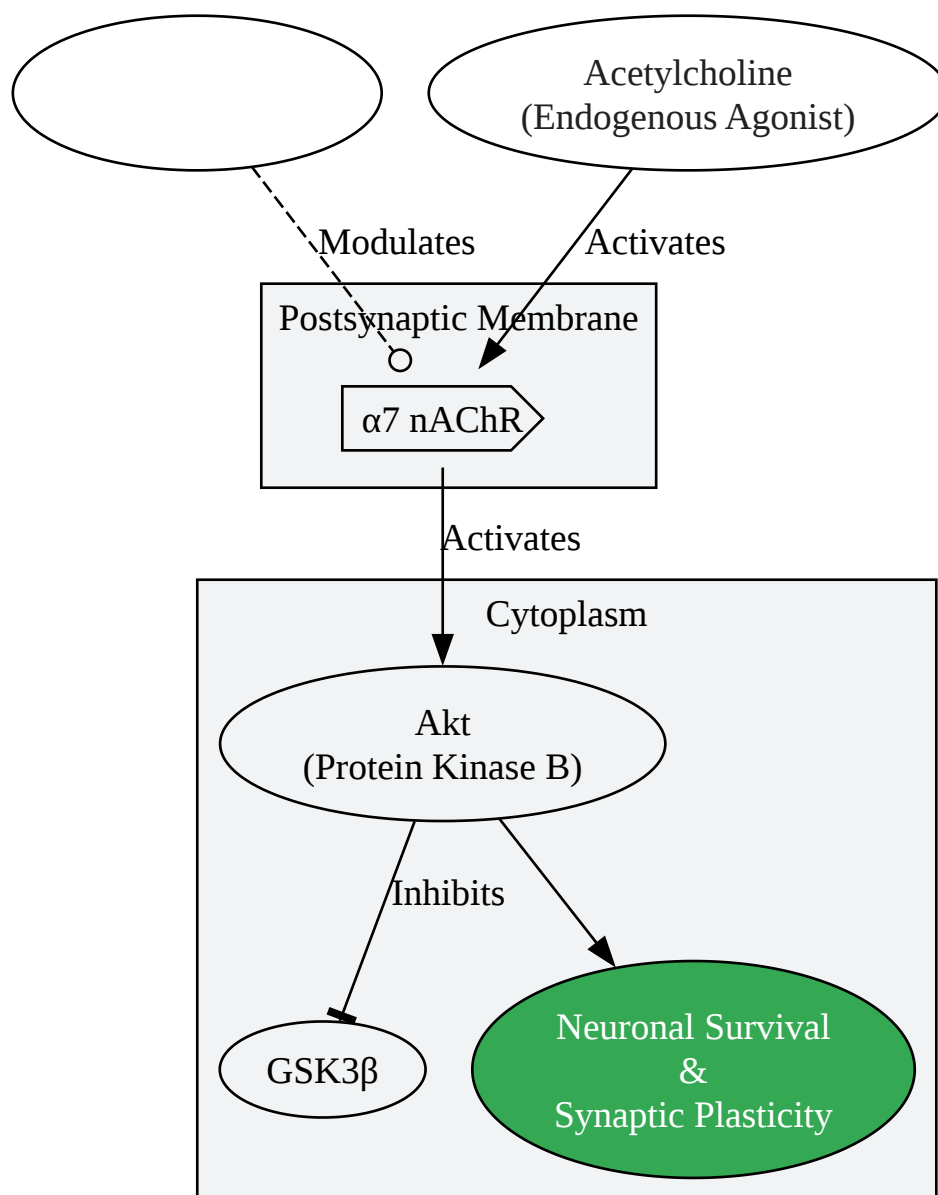 Acetylcholine
(Endogenous Agonist)
Modulates
Activates
Postsynaptic Membrane
α7 nAChR
Activates
Cytoplasm
Akt
(Protein Kinase B)
Inhibits
GSK3β
Neuronal Survival
&
Synaptic Plasticity